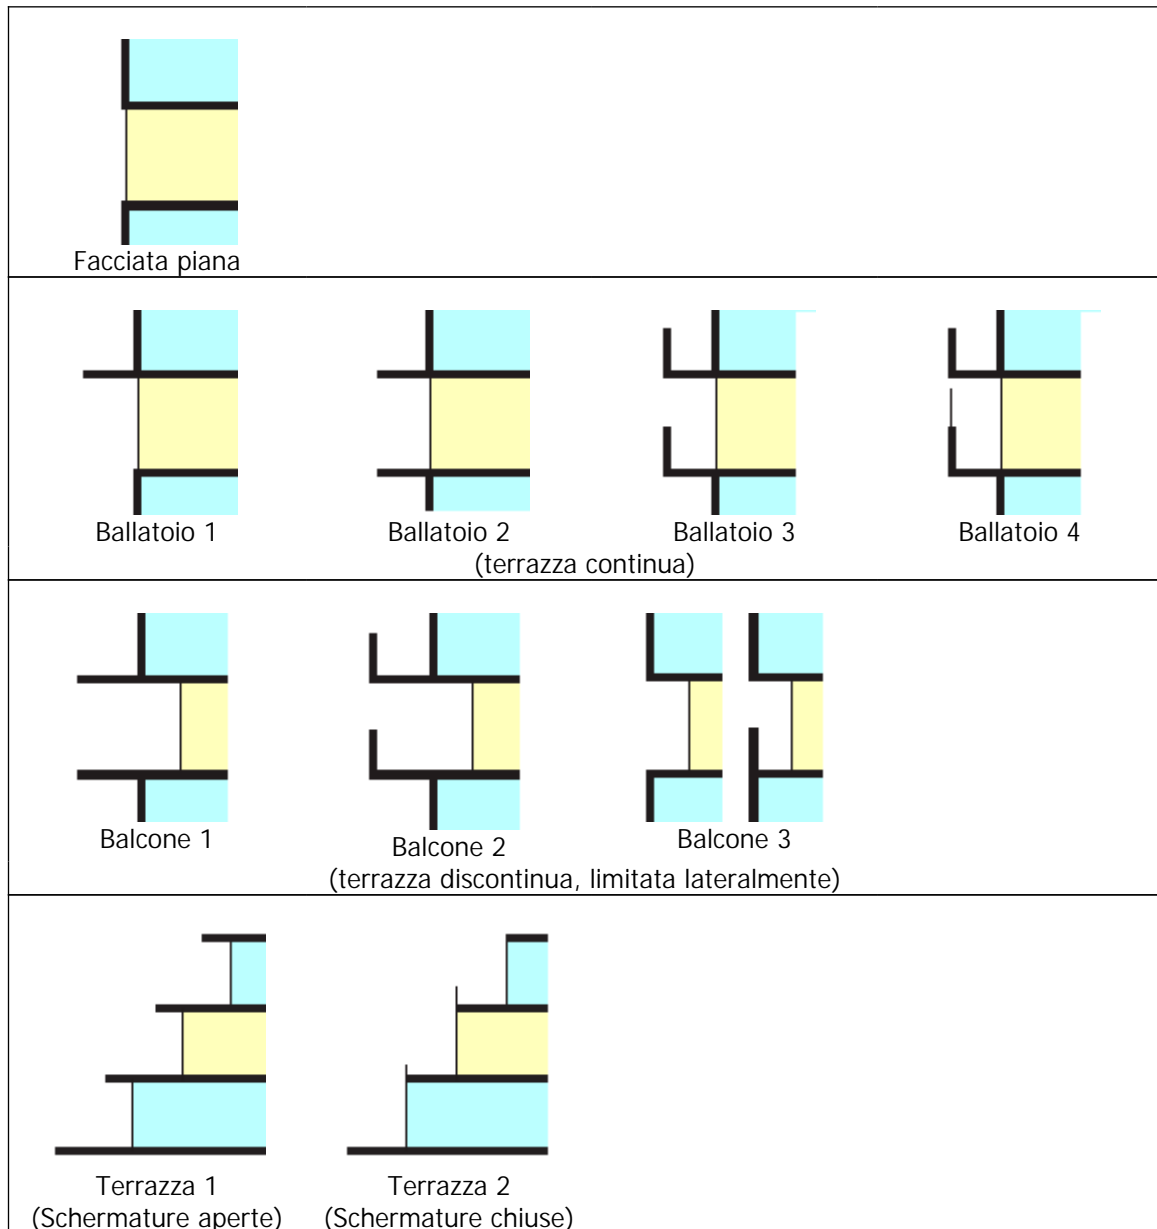 Facciata piana
Ballatoio 1 Ballatoio 2 Ballatoio 3 Ballatoio 4
(terrazza continua)
Balcone 1 Balcone 2 Balcone 3
(terrazza discontinua, limitata lateralmente)
Terrazza 1 Terrazza 2
(Schermature aperte) (Schermature chiuse)